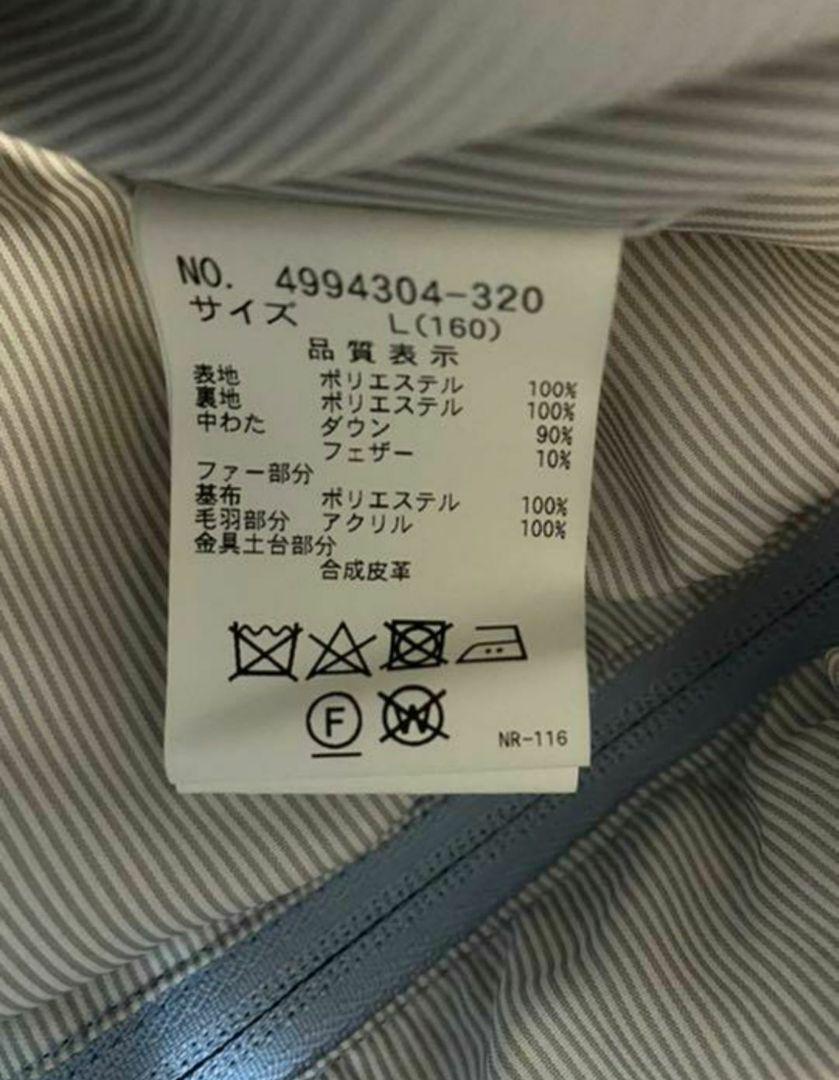 NO. 4994304-320
サイズ L(160)
品質表示
表地 ポリエステル 100%
裏地 ポリエステル 100%
中わた ダウン 90%
フェザー 10%
ファー部分
基布 ポリエステル 100%
毛羽部分 アクリル 100%
金具土台部分
合成皮革
F W
NR-116